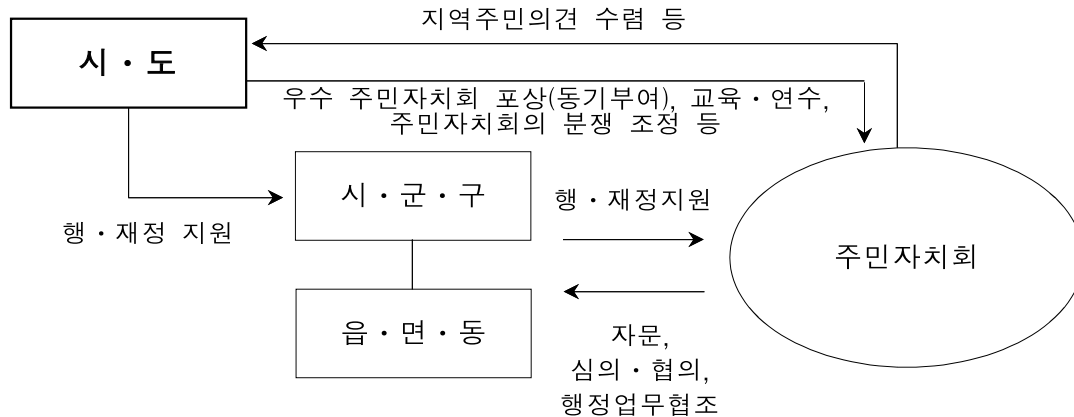 지역주민의견 수렴 등
시·도
우수 주민자치회 포상(동기부여), 교육·연수,
주민자치회의 분쟁 조정 등
시·군·구
행·재정지원
행·재정 지원
주민자치회
읍·면·동
자문,
심의·협의,
행정업무협조